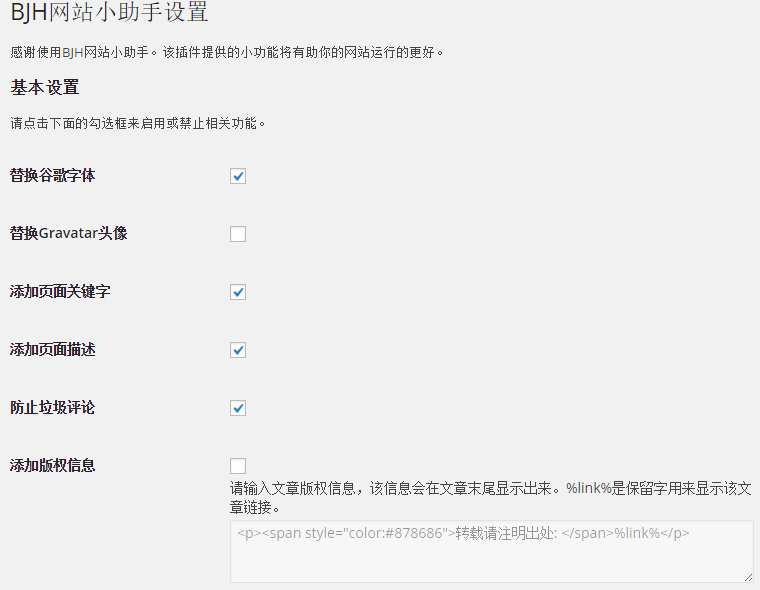 BJH网站小助手设置
感谢使用BJH网站小助手。该插件提供的小功能将有助你的网站运行的更好。
基本设置
请点击下面的勾选框来启用或禁止相关功能。
替换谷歌字体
替换Gravatar头像
添加页面关键字
添加页面描述
防止垃圾评论
添加版权信息
请输入文章版权信息，该信息会在文章末尾显示出来。%link%是保留字用来显示该文
章链接。
<p><span style="color:#878686">转载请注明出处: </span>%link%</p>